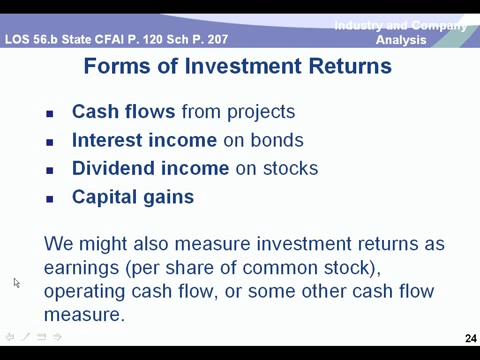 LOS 56.b State CFAI P. 120 Sch P. 207
Industry and Company
Analysis
Forms of Investment Returns
Cash flows from projects
Interest income on bonds
Dividend income on stocks
Capital gains
We might also measure investment returns as
earnings (per share of common stock),
operating cash flow, or some other cash flow
measure.
24